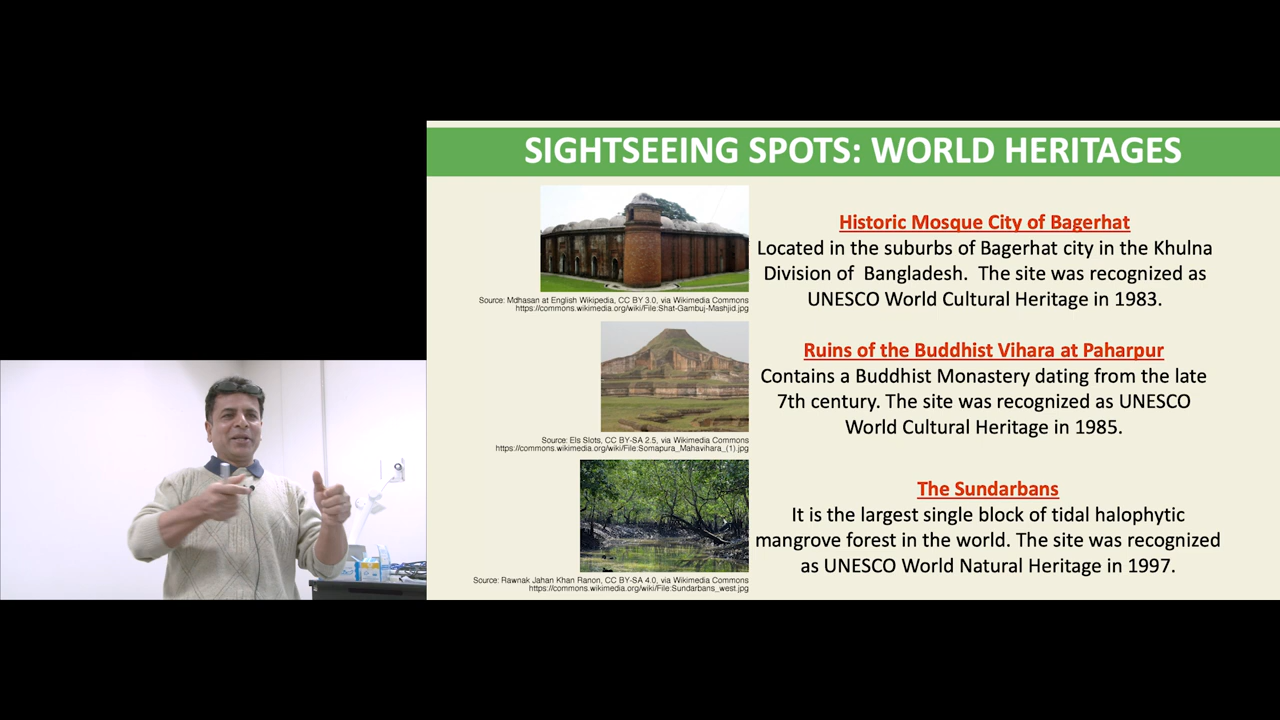 SIGHTSEEING SPOTS: WORLD HERITAGES
Historic Mosque City of Bagerhat
Located in the suburbs of Bagerhat city in the Khulna
Division of  Bangladesh.  The site was recognized as
UNESCO World Cultural Heritage in 1983.
Source: Mdhasan at English Wikipedia, CC BY 3.0, via Wikimedia Commons
https://commons.wikimedia.org/wiki/File:Shat-Gambuj-Mashjid.jpg
Ruins of the Buddhist Vihara at Paharpur
Contains a Buddhist Monastery dating from the late
7th century. The site was recognized as UNESCO
World Cultural Heritage in 1985.
Source: Els Slots, CC BY-SA 2.5, via Wikimedia Commons
https://commons.wikimedia.org/wiki/File:Somapura_Mahavihara_(1).jpg
The Sundarbans
It is the largest single block of tidal halophytic
mangrove forest in the world. The site was recognized
as UNESCO World Natural Heritage in 1997.
Source: Rawnak Jahan Khan Ranon, CC BY-SA 4.0, via Wikimedia Commons
https://commons.wikimedia.org/wiki/File:Sundarbans_west.jpg